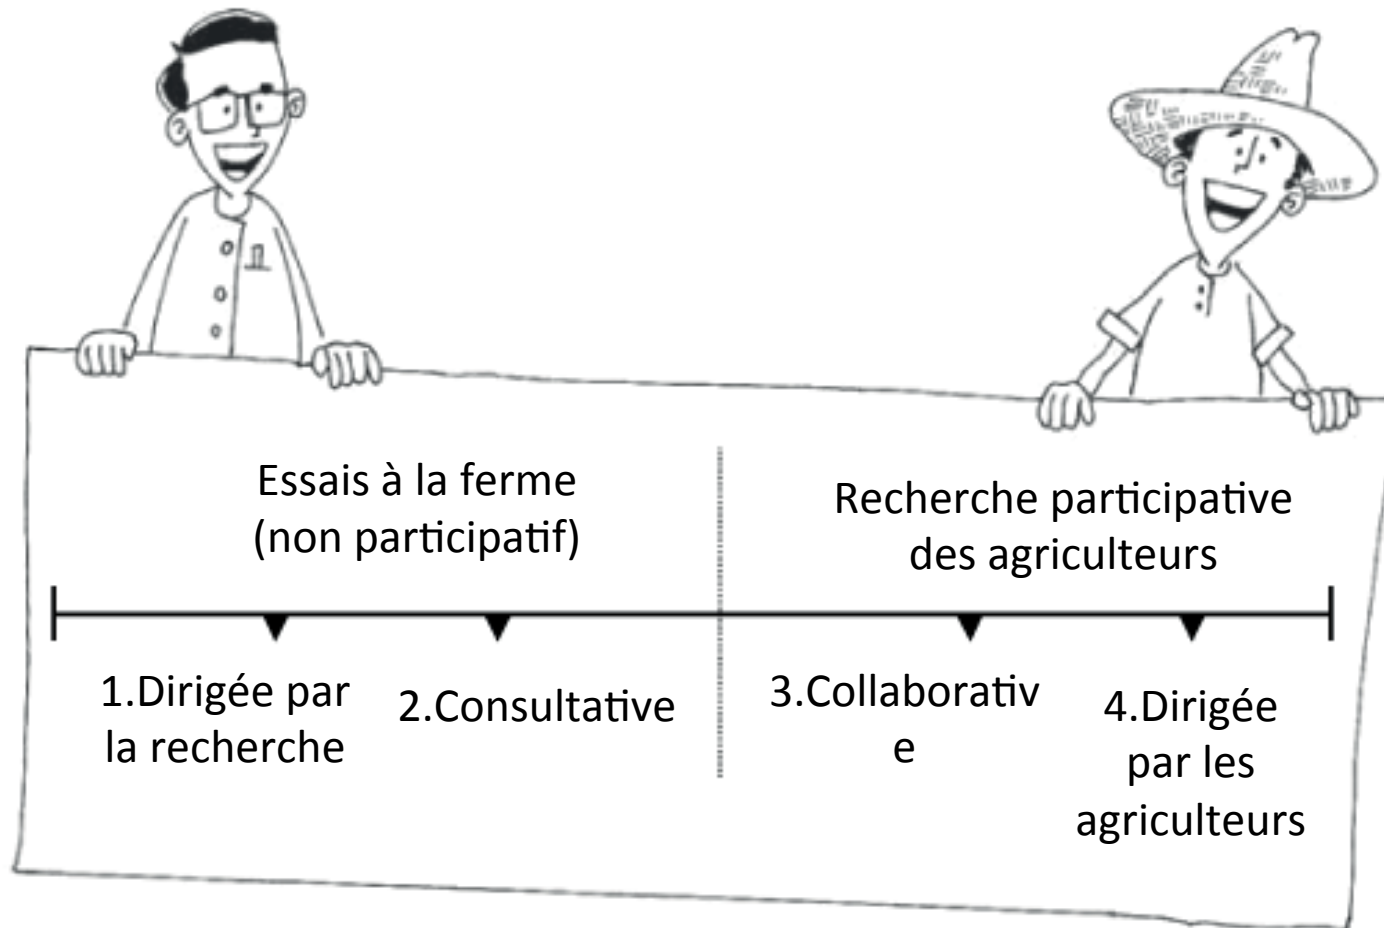 Essais à la ferme
(non participatif)
Recherche participative
des agriculteurs
1.Dirigée par
la recherche
2.Consultative
3.Collaborativ
e
4.Dirigée
par les
agriculteurs